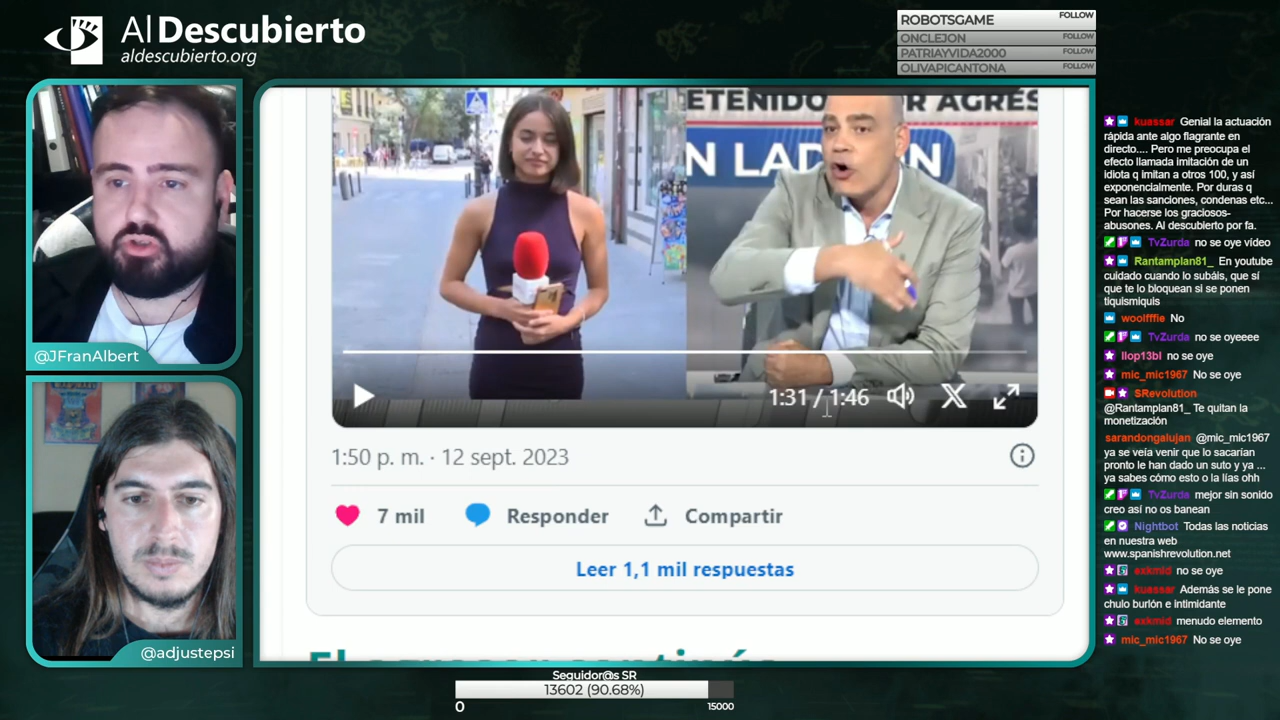 Al Descubierto
aldescubierto.org
ROBOTSGAME FOLLOW
ONCLEJON FOLLOW
PATRIAYVIDA2000 FOLLOW
OLIVAPICANTONA FOLLOW
@JFranAlbert
@adjustepsi
1:31 / 1:46
1:50 p. m. · 12 sept. 2023
7 mil
Responder
Compartir
Leer 1,1 mil respuestas
kuassar Genial la actuación
rápida ante algo flagrante en
directo.... Pero me preocupa el
efecto llamada imitación de un
idiota q imitan a otros 100, y así
exponencialmente. Por duras q
sean las sanciones, condenas etc...
Por hacerse los graciosos-
abusones. Al descubierto por fa.
TvZurda no se oye vídeo
Rantamplan81_ En youtube
cuidado cuando lo subáis, que sí
que te lo bloquean si se ponen
tiquismiquis
woolfffie No
TvZurda no se oyeeee
llop13bl no se oye
mic_mic1967 No se oye
SRevolution
@Rantamplan81_ Te quitan la
monetización
sarandongalujan @mic_mic1967
ya se veía venir que lo sacarían
pronto le han dado un suto y ya ...
ya sabes cómo esto o la lías ohh
TvZurda mejor sin sonido
creo así no os banean
Nightbot Todas las noticias
en nuestra web
www.spanishrevolution.net
exkmid no se oye
kuassar Además se le pone
chulo burlón e intimidante
exkmid menudo elemento
mic_mic1967 No se oye
Seguidor@s SR
13602 (90.68%)
0
15000